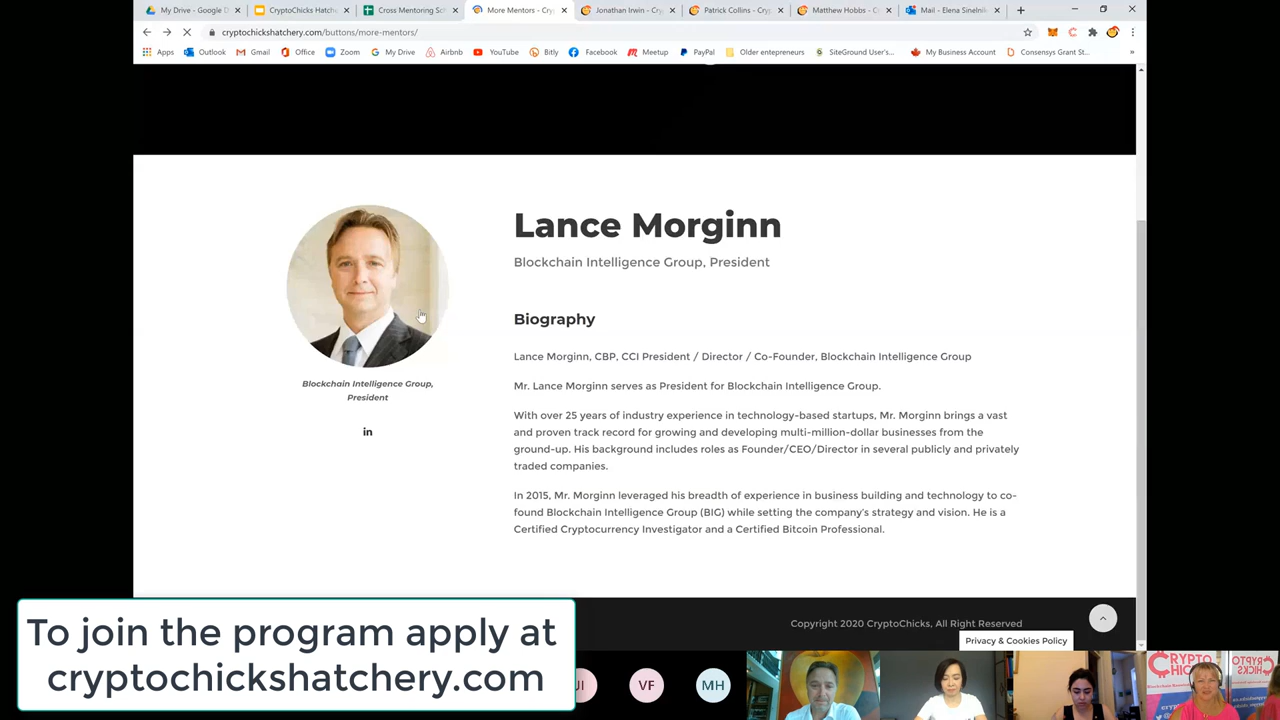 My Drive - Google D
CryptoChicks Hatche
Cross Mentoring Sch
More Mentors - Cry
Jonathan Irwin - Cry
Patrick Collins - Cryp
Matthew Hobbs - C
Mail - Elena Sinelnik
cryptochickshatchery.com/buttons/more-mentors/
Apps Outlook Gmail Office Zoom My Drive Airbnb YouTube Bitly Facebook Meetup PayPal Older entepreneurs SiteGround User's... My Business Account Consensys Grant St... »
Lance Morginn
Blockchain Intelligence Group, President
Biography
Lance Morginn, CBP, CCI President / Director / Co-Founder, Blockchain Intelligence Group
Mr. Lance Morginn serves as President for Blockchain Intelligence Group.
With over 25 years of industry experience in technology-based startups, Mr. Morginn brings a vast
and proven track record for growing and developing multi-million-dollar businesses from the
ground-up. His background includes roles as Founder/CEO/Director in several publicly and privately
traded companies.
In 2015, Mr. Morginn leveraged his breadth of experience in business building and technology to co-
found Blockchain Intelligence Group (BIG) while setting the company's strategy and vision. He is a
Certified Cryptocurrency Investigator and a Certified Bitcoin Professional.
Blockchain Intelligence Group,
President
in
Copyright 2020 CryptoChicks, All Right Reserved
Privacy & Cookies Policy
To join the program apply at
cryptochickshatchery.com
JI
VF
MH
CRYPTO